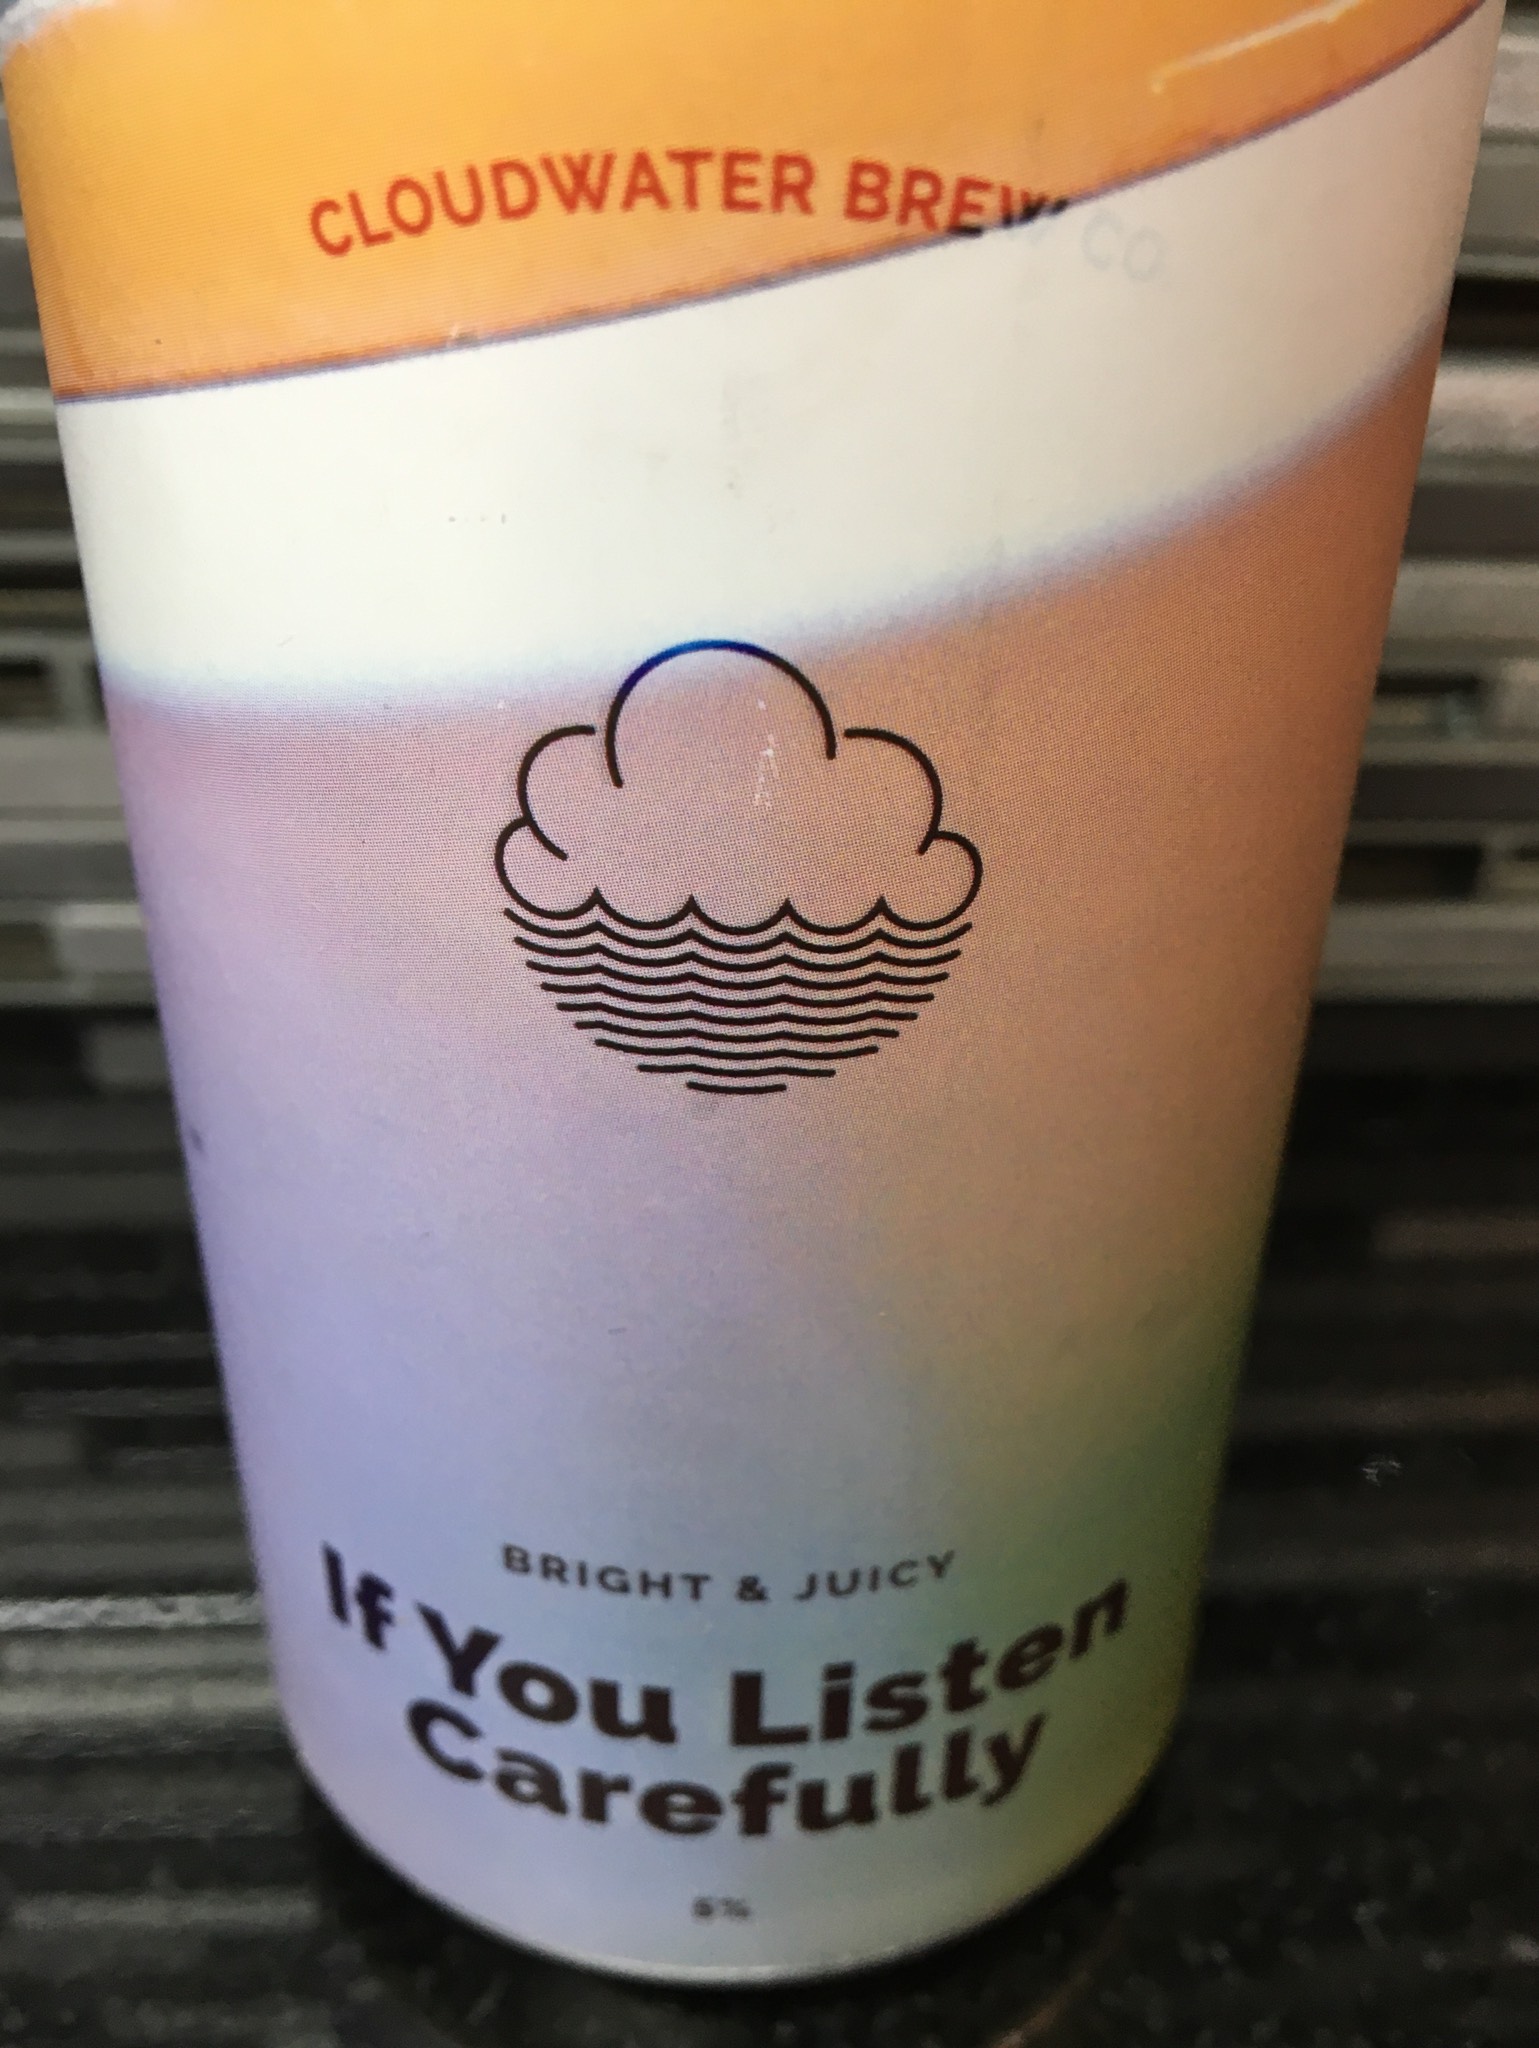 CLOUDWATER BREW CO.
BRIGHT & JUICY
If You Listen
Carefully